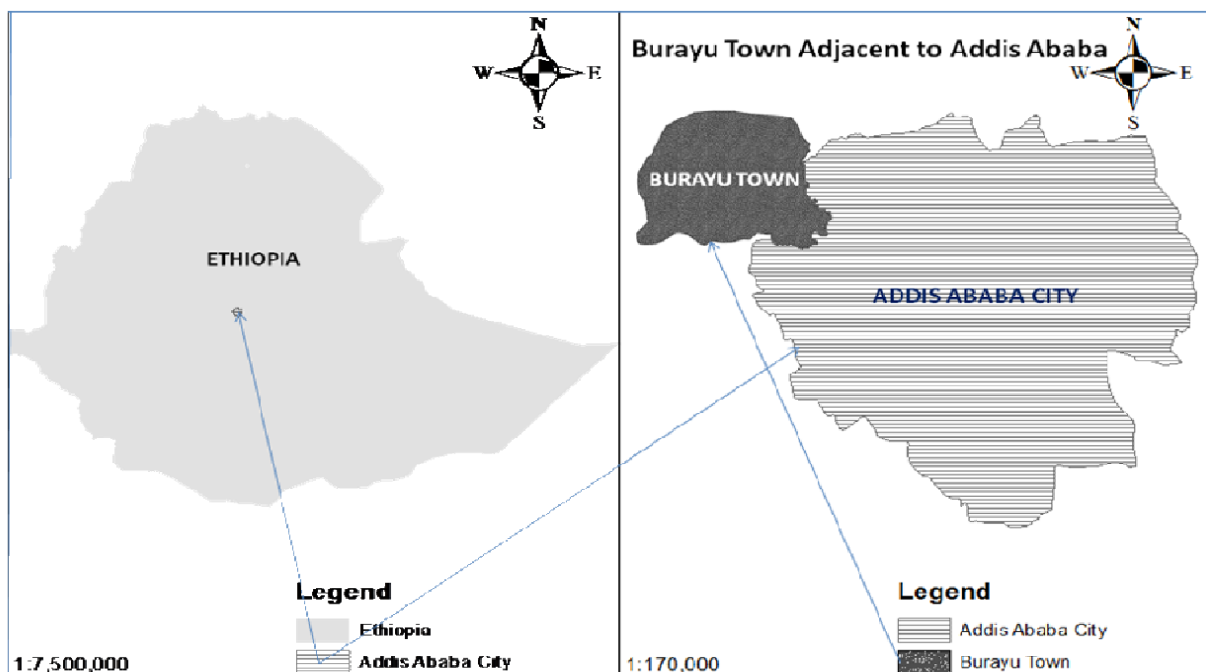 N
W E
S
ETHIOPIA
Legend
Ethiopia
Addis Ababa City
1:7,500,000
Burayu Town Adjacent to Addis Ababa
N
W E
S
BURAYU TOWN
ADDIS ABABA CITY
Legend
Addis Ababa City
Burayu Town
1:170,000